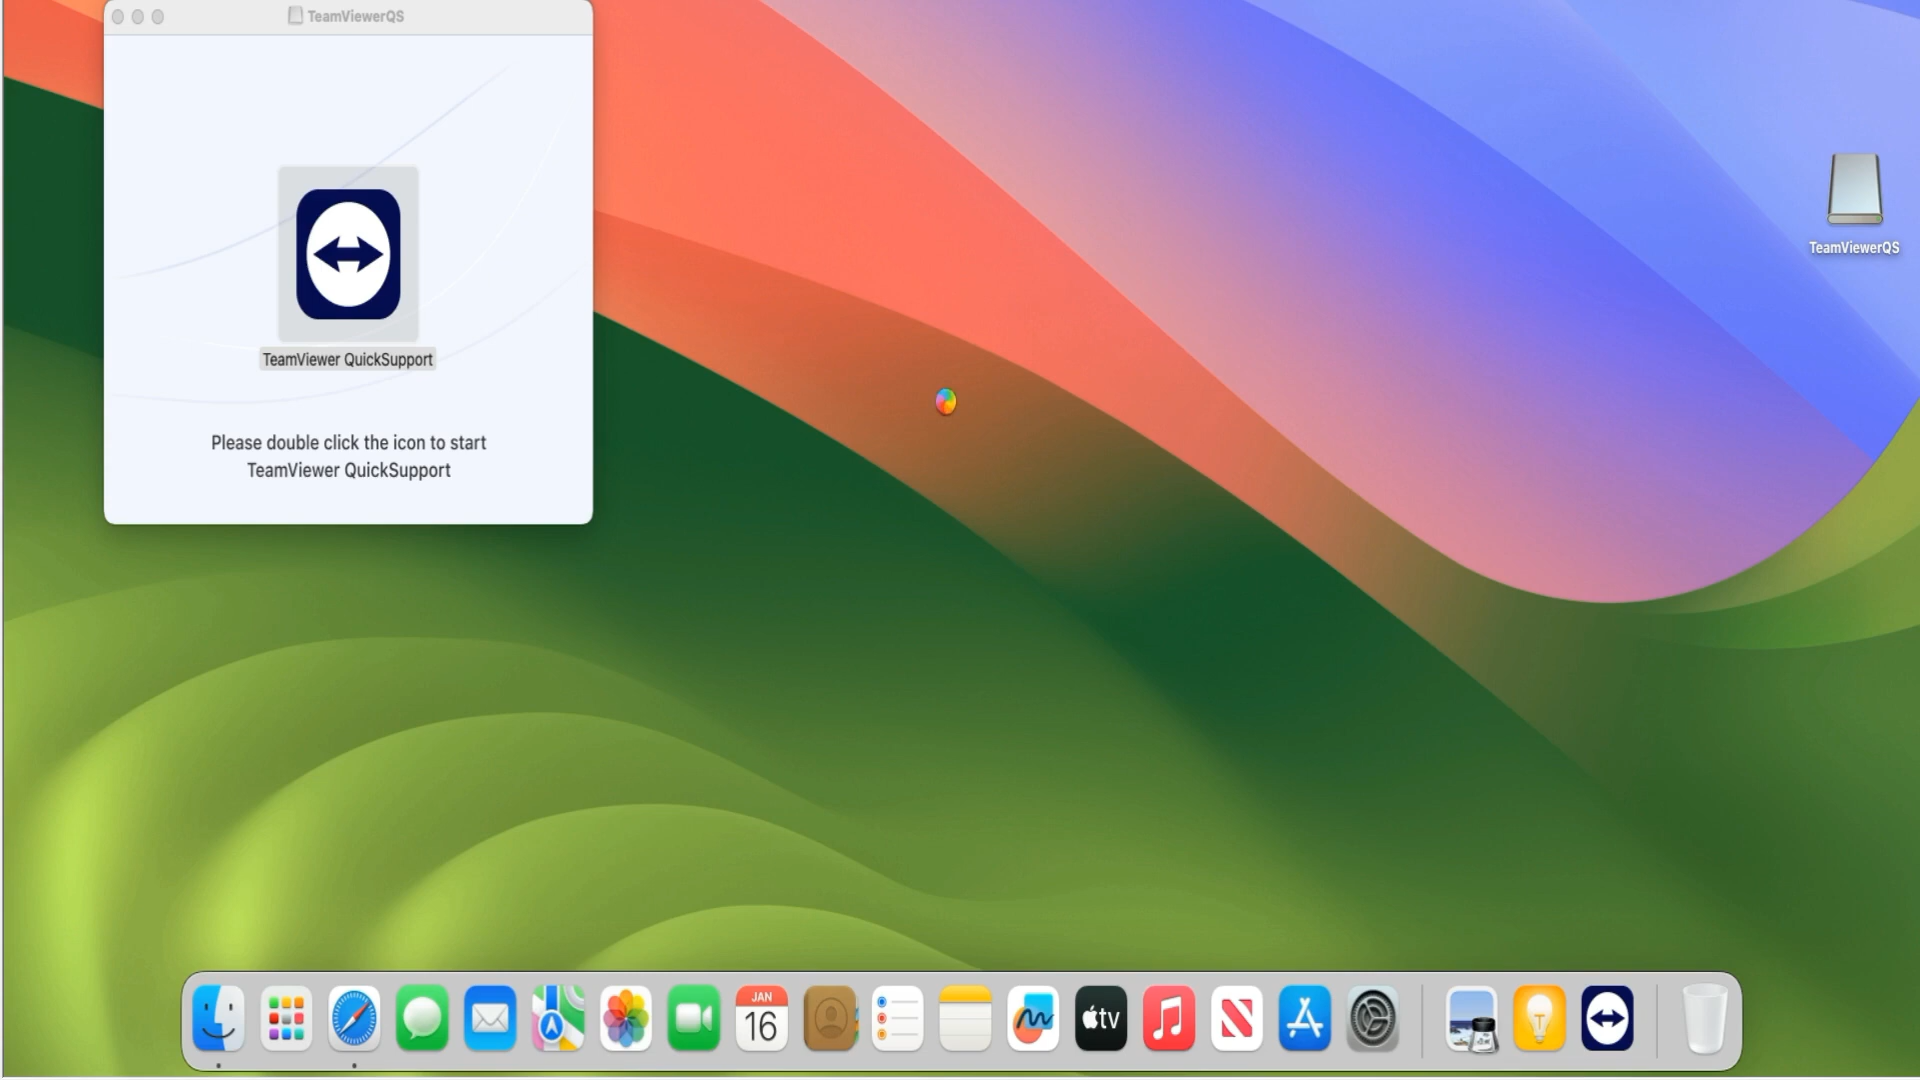 TeamViewerQS
TeamViewer QuickSupport
Please double click the icon to start
TeamViewer QuickSupport
TeamViewerQS
JAN
16
tv